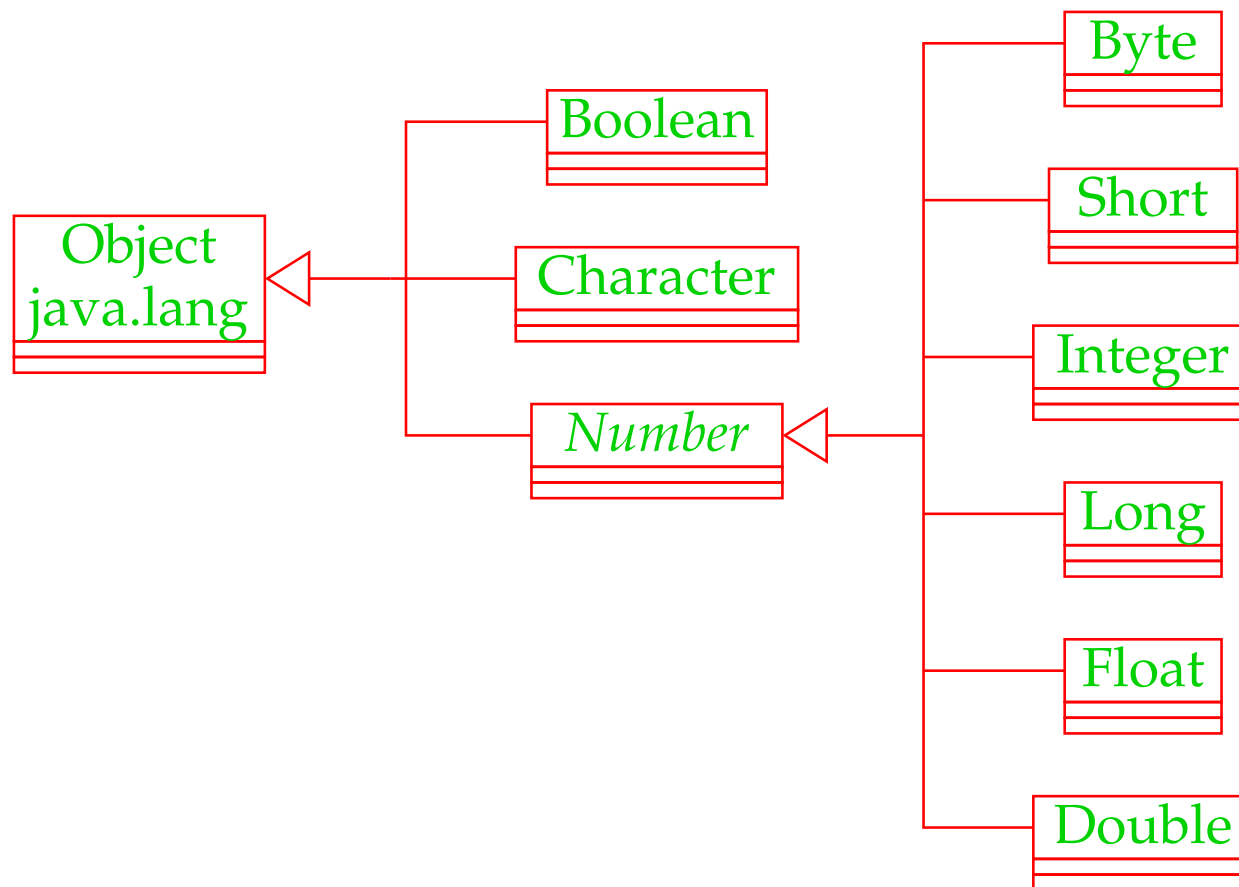 Object
java.lang
Boolean
Character
Number
Byte
Short
Integer
Long
Float
Double